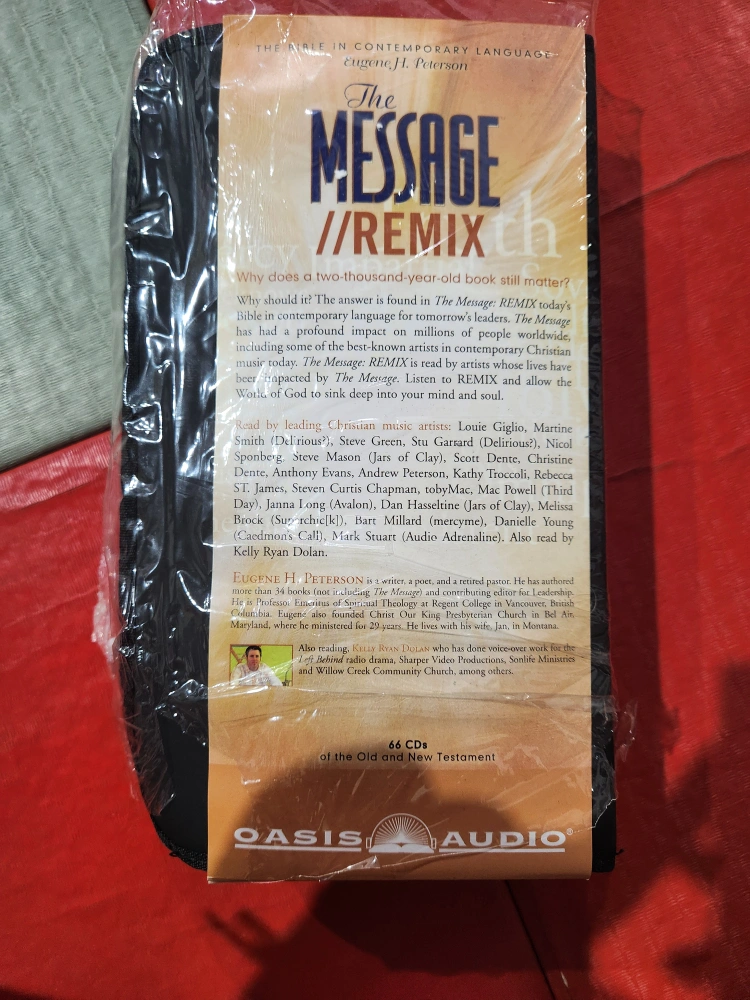 THE BIBLE IN CONTEMPORARY LANGUAGE
Eugene H. Peterson
The
MESSAGE
//REMIX
Why does a two-thousand-year-old book still matter?
Why should it? The answer is found in The Message: REMIX today's
Bible in contemporary language for tomorrow's leaders. The Message
has had a profound impact on millions of people worldwide,
including some of the best-known artists in contemporary Christian
music today. The Message: REMIX is read by artists whose lives have
been impacted by The Message. Listen to REMIX and allow the
World of God to sink deep into your mind and soul.
Read by leading Christian music artists: Louie Giglio, Martine
Smith (Delirious?), Steve Green, Stu Garrard (Delirious?), Nicol
Sponberg, Steve Mason (Jars of Clay), Scott Dente, Christine
Dente, Anthony Evans, Andrew Peterson, Kathy Troccoli, Rebecca
ST. James, Steven Curtis Chapman, tobyMac, Mac Powell (Third
Day), Janna Long (Avalon), Dan Hasseltine (Jars of Clay), Melissa
Brock (Superchic[k]), Bart Millard (mercyme), Danielle Young
(Caedmon's Call), Mark Stuart (Audio Adrenaline). Also read by
Kelly Ryan Dolan.
EUGENE H. PETERSON is a writer, a poet, and a retired pastor. He has authored
more than 34 books (not including The Message) and contributing editor for Leadership.
He is Professor Emeritus of Spiritual Theology at Regent College in Vancouver, British
Columbia. Eugene also founded Christ Our King Presbyterian Church in Bel Air,
Maryland, where he ministered for 29 years. He lives with his wife, Jan, in Montana.
Also reading, KELLY RYAN DOLAN who has done voice-over work for the
Left Behind radio drama, Sharper Video Productions, Sonlife Ministries
and Willow Creek Community Church, among others.
66 CDs
of the Old and New Testament
OASIS AUDIO®